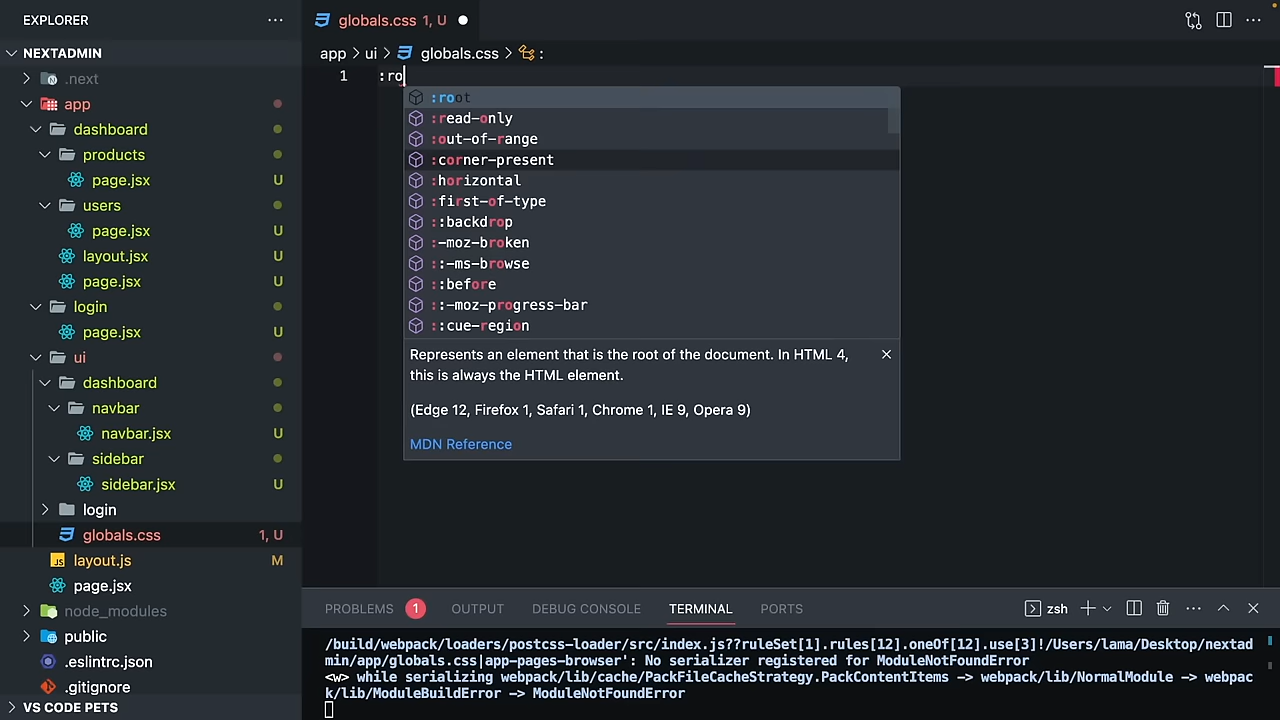 EXPLORER
NEXTADMIN
.next
app
dashboard
products
page.jsx U
users
page.jsx U
layout.jsx U
page.jsx U
login
page.jsx U
ui
dashboard
navbar
navbar.jsx U
sidebar
sidebar.jsx U
login
globals.css 1, U
layout.js M
page.jsx
node_modules
public
.eslintrc.json
.gitignore
VS CODE PETS
globals.css 1, U
app > ui > globals.css > :
1 :ro
:root
:read-only
:out-of-range
:corner-present
:horizontal
:first-of-type
::backdrop
:-moz-broken
::-ms-browse
::before
::-moz-progress-bar
::cue-region
Represents an element that is the root of the document. In HTML 4,
this is always the HTML element.
(Edge 12, Firefox 1, Safari 1, Chrome 1, IE 9, Opera 9)
MDN Reference
PROBLEMS 1 OUTPUT DEBUG CONSOLE TERMINAL PORTS zsh
/build/webpack/loaders/postcss-loader/src/index.js??ruleSet[1].rules[12].oneOf[12].use[3]!/Users/lama/Desktop/nextad
min/app/globals.css|app-pages-browser': No serializer registered for ModuleNotFoundError
<w> while serializing webpack/lib/cache/PackFileCacheStrategy.PackContentItems -> webpack/lib/NormalModule -> webpac
k/lib/ModuleBuildError -> ModuleNotFoundError